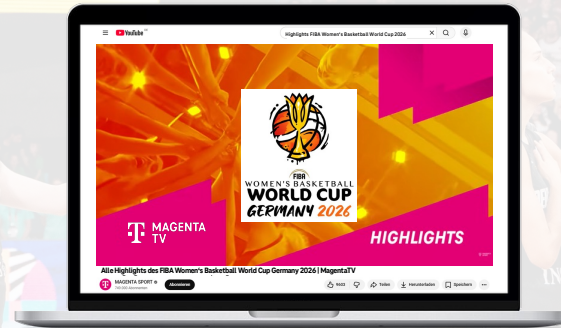 YouTube
Highlights FIBA Women's Basketball World Cup 2026
FIBA
WOMEN'S BASKETBALL
WORLD CUP
GERMANY 2026
MAGENTA
TV
HIGHLIGHTS
Alle Highlights des FIBA Women's Basketball World Cup Germany 2026 | MagentaTV
MAGENTA SPORT
Abonnieren
9603
Teilen
Herunterladen
Speichern